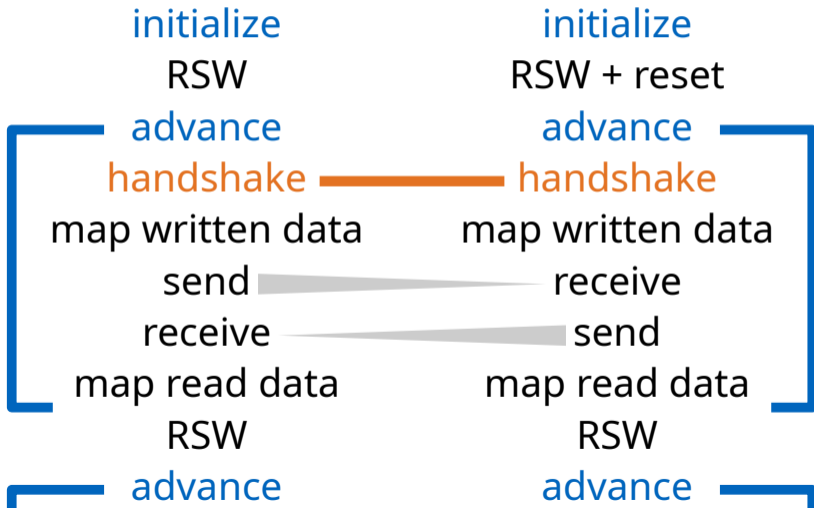 initialize initialize
RSW RSW + reset
advance advance
handshake handshake
map written data map written data
send receive
receive send
map read data map read data
RSW RSW
advance advance